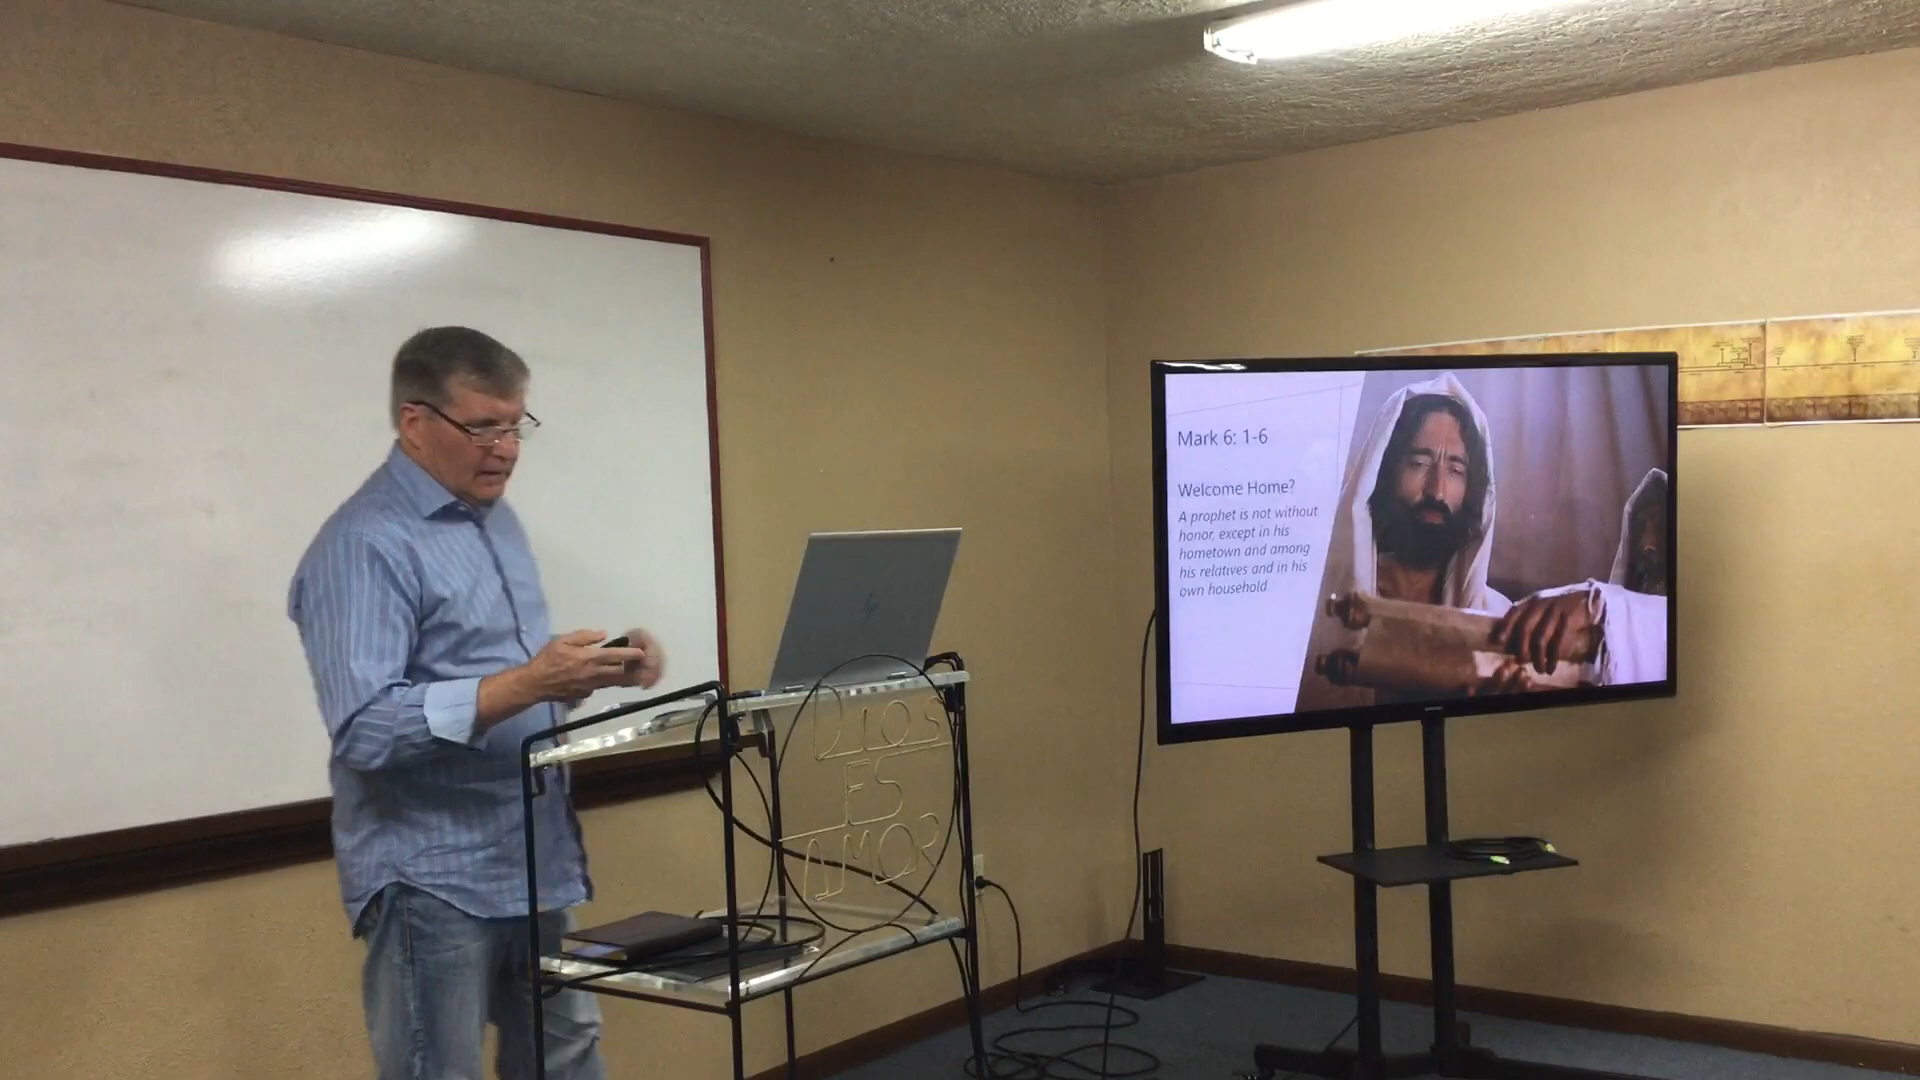 Mark 6: 1-6
Welcome Home?
A prophet is not without
honor, except in his
hometown and among
his relatives and in his
own household
hp
DIOS
ES
AMOR